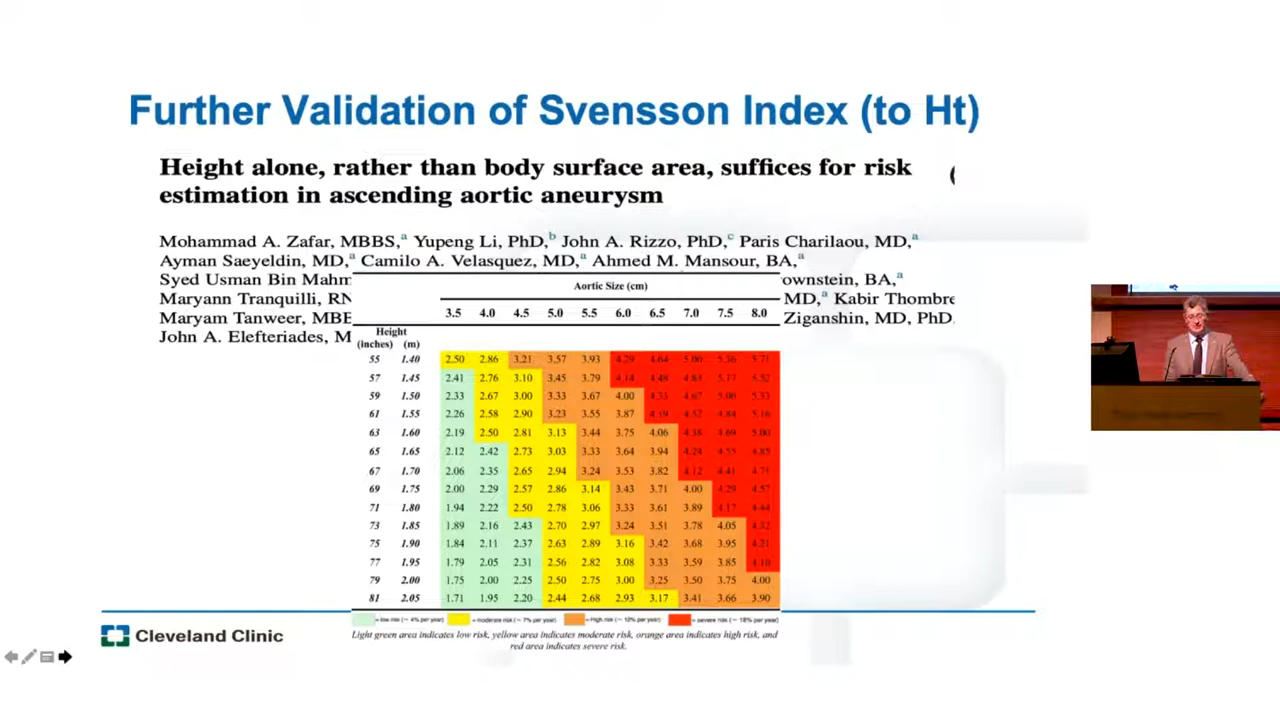 Further Validation of Svensson Index (to Ht)
Height alone, rather than body surface area, suffices for risk
estimation in ascending aortic aneurysm
Mohammad A. Zafar, MBBS,a Yupeng Li, PhD,b John A. Rizzo, PhD,c Paris Charilaou, MD,a
Ayman Saeyeldin, MD,a Camilo A. Velasquez, MD,a Ahmed M. Mansour, BA,a
Syed Usman Bin Mahm ownstein, BA,a
Maryann Tranquilli, RN MD,a Kabir Thombre
Maryam Tanweer, MBB Ziganshin, MD, PhD
John A. Elefteriades, M
Aortic Size (cm)
3.5 4.0 4.5 5.0 5.5 6.0 6.5 7.0 7.5 8.0
Height
(inches) (m)
55 1.40 2.50 2.86 3.21 3.57 3.93 4.29 4.64 5.00 5.36 5.71
57 1.45 2.41 2.76 3.10 3.45 3.79 4.14 4.48 4.83 5.17 5.52
59 1.50 2.33 2.67 3.00 3.33 3.67 4.00 4.33 4.67 5.00 5.33
61 1.55 2.26 2.58 2.90 3.23 3.55 3.87 4.19 4.52 4.84 5.16
63 1.60 2.19 2.50 2.81 3.13 3.44 3.75 4.06 4.38 4.69 5.00
65 1.65 2.12 2.42 2.73 3.03 3.33 3.64 3.94 4.24 4.55 4.85
67 1.70 2.06 2.35 2.65 2.94 3.24 3.53 3.82 4.12 4.41 4.71
69 1.75 2.00 2.29 2.57 2.86 3.14 3.43 3.71 4.00 4.29 4.57
71 1.80 1.94 2.22 2.50 2.78 3.06 3.33 3.61 3.89 4.17 4.44
73 1.85 1.89 2.16 2.43 2.70 2.97 3.24 3.51 3.78 4.05 4.32
75 1.90 1.84 2.11 2.37 2.63 2.89 3.16 3.42 3.68 3.95 4.21
77 1.95 1.79 2.05 2.31 2.56 2.82 3.08 3.33 3.59 3.85 4.10
79 2.00 1.75 2.00 2.25 2.50 2.75 3.00 3.25 3.50 3.75 4.00
81 2.05 1.71 1.95 2.20 2.44 2.68 2.93 3.17 3.41 3.66 3.90
= low risk (~ 4% per year) = moderate risk (~ 7% per year) = High risk (~ 12% per year) = severe risk (~ 18% per year)
Light green area indicates low risk, yellow area indicates moderate risk, orange area indicates high risk, and
red area indicates severe risk.
Cleveland Clinic